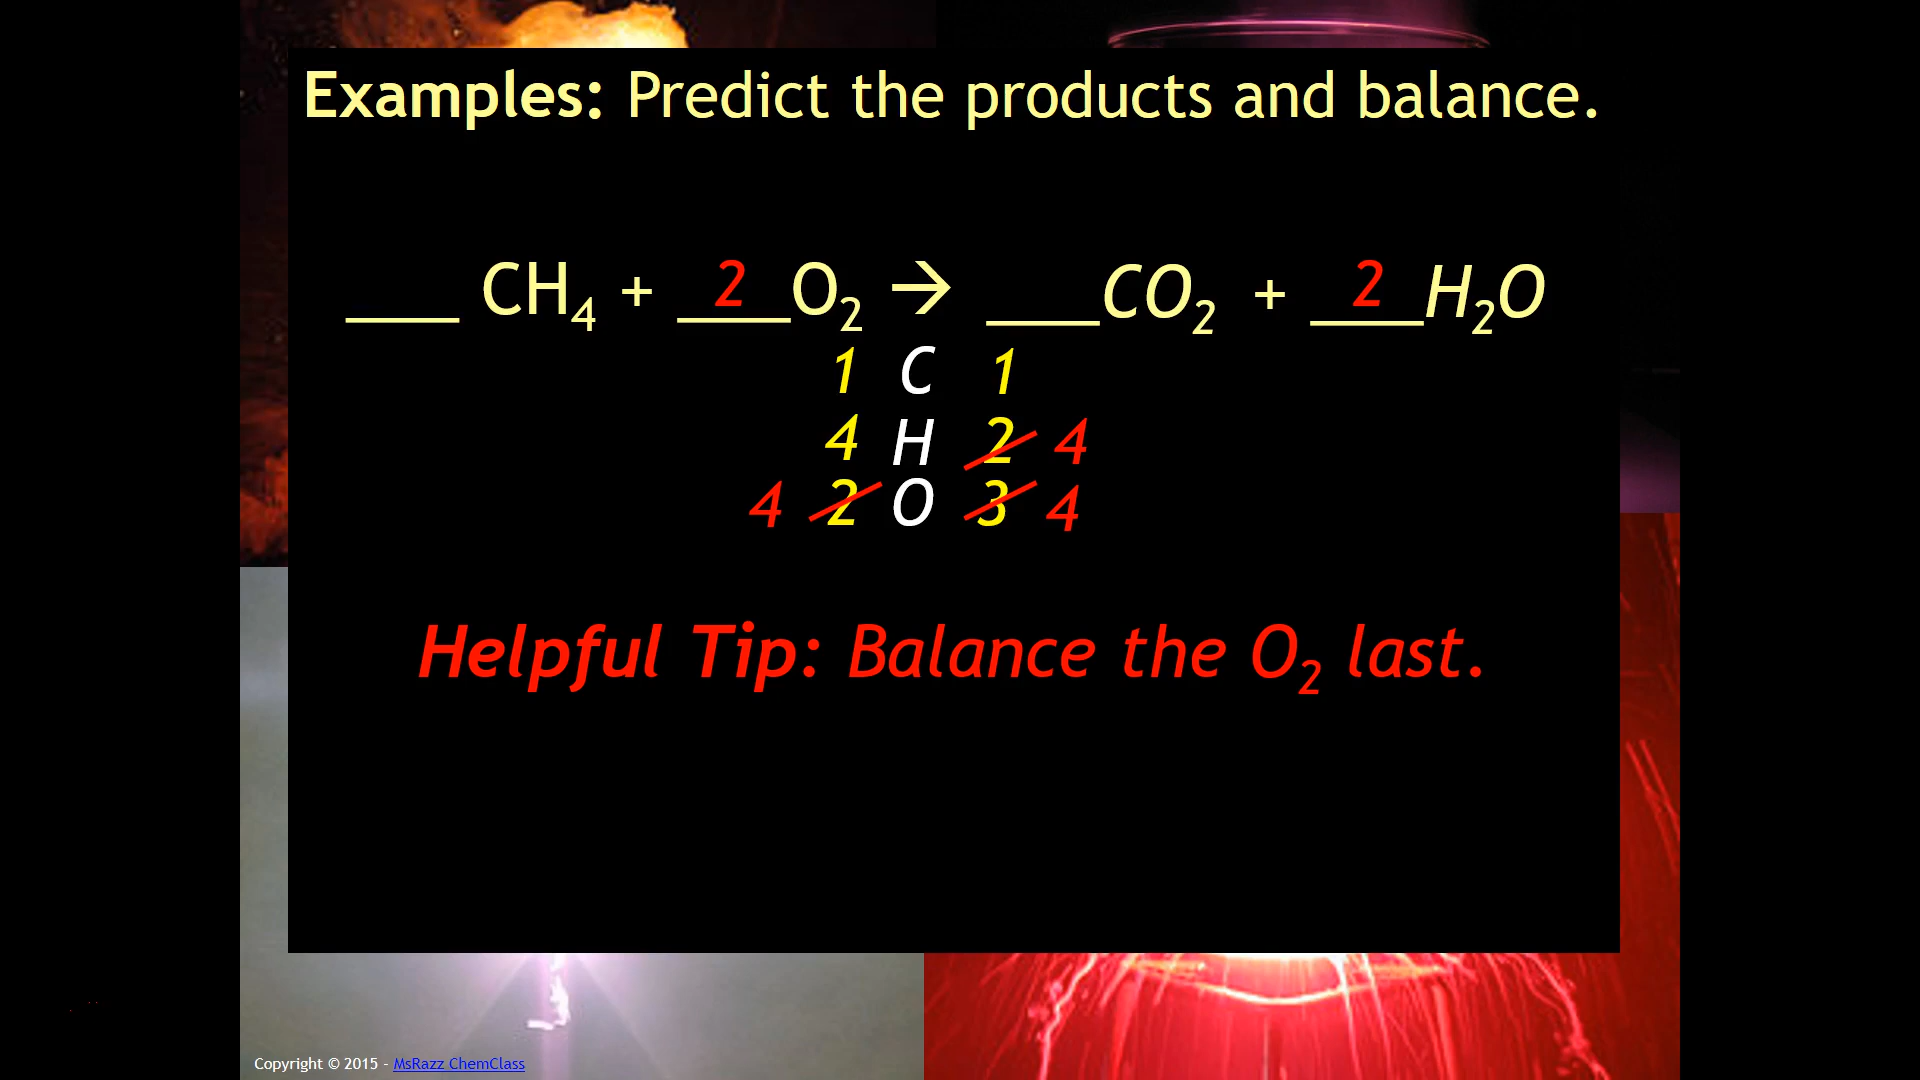 Examples: Predict the products and balance.
___ CH₄ + _2_O₂ → ___CO₂ + _2_H₂O
1 C 1
4 H 2 4
4 2 O 3 4
Helpful Tip: Balance the O₂ last.
Copyright © 2015 - MsRazz ChemClass